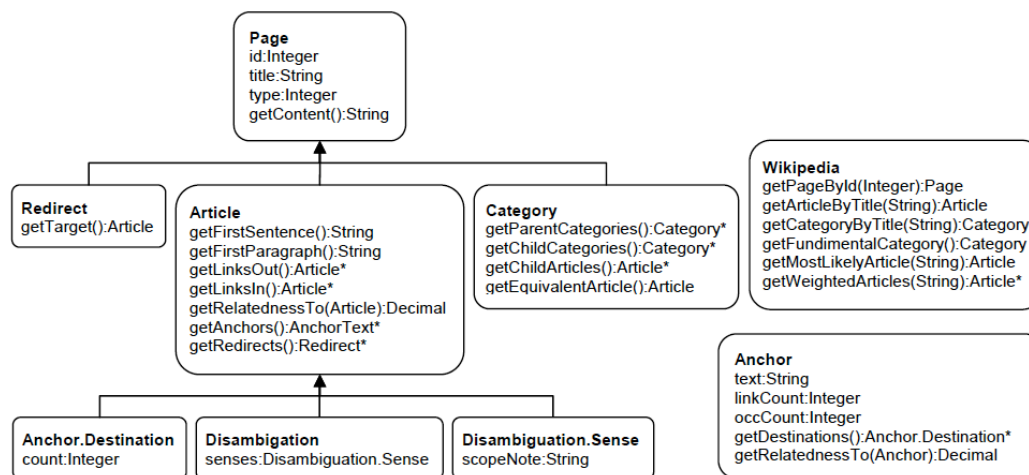 Page
id:Integer
title:String
type:Integer
getContent():String
Redirect
getTarget():Article
Article
getFirstSentence():String
getFirstParagraph():String
getLinksOut():Article*
getLinksIn():Article*
getRelatednessTo(Article):Decimal
getAnchors():AnchorText*
getRedirects():Redirect*
Category
getParentCategories():Category*
getChildCategories():Category*
getChildArticles():Article*
getEquivalentArticle():Article
Wikipedia
getPageById(Integer):Page
getArticleByTitle(String):Article
getCategoryByTitle(String):Category
getFundimentalCategory():Category
getMostLikelyArticle(String):Article
getWeightedArticles(String):Article*
Anchor.Destination
count:Integer
Disambigation
senses:Disambiguation.Sense
Disambiguation.Sense
scopeNote:String
Anchor
text:String
linkCount:Integer
occCount:Integer
getDestinations():Anchor.Destination*
getRelatednessTo(Anchor):Decimal